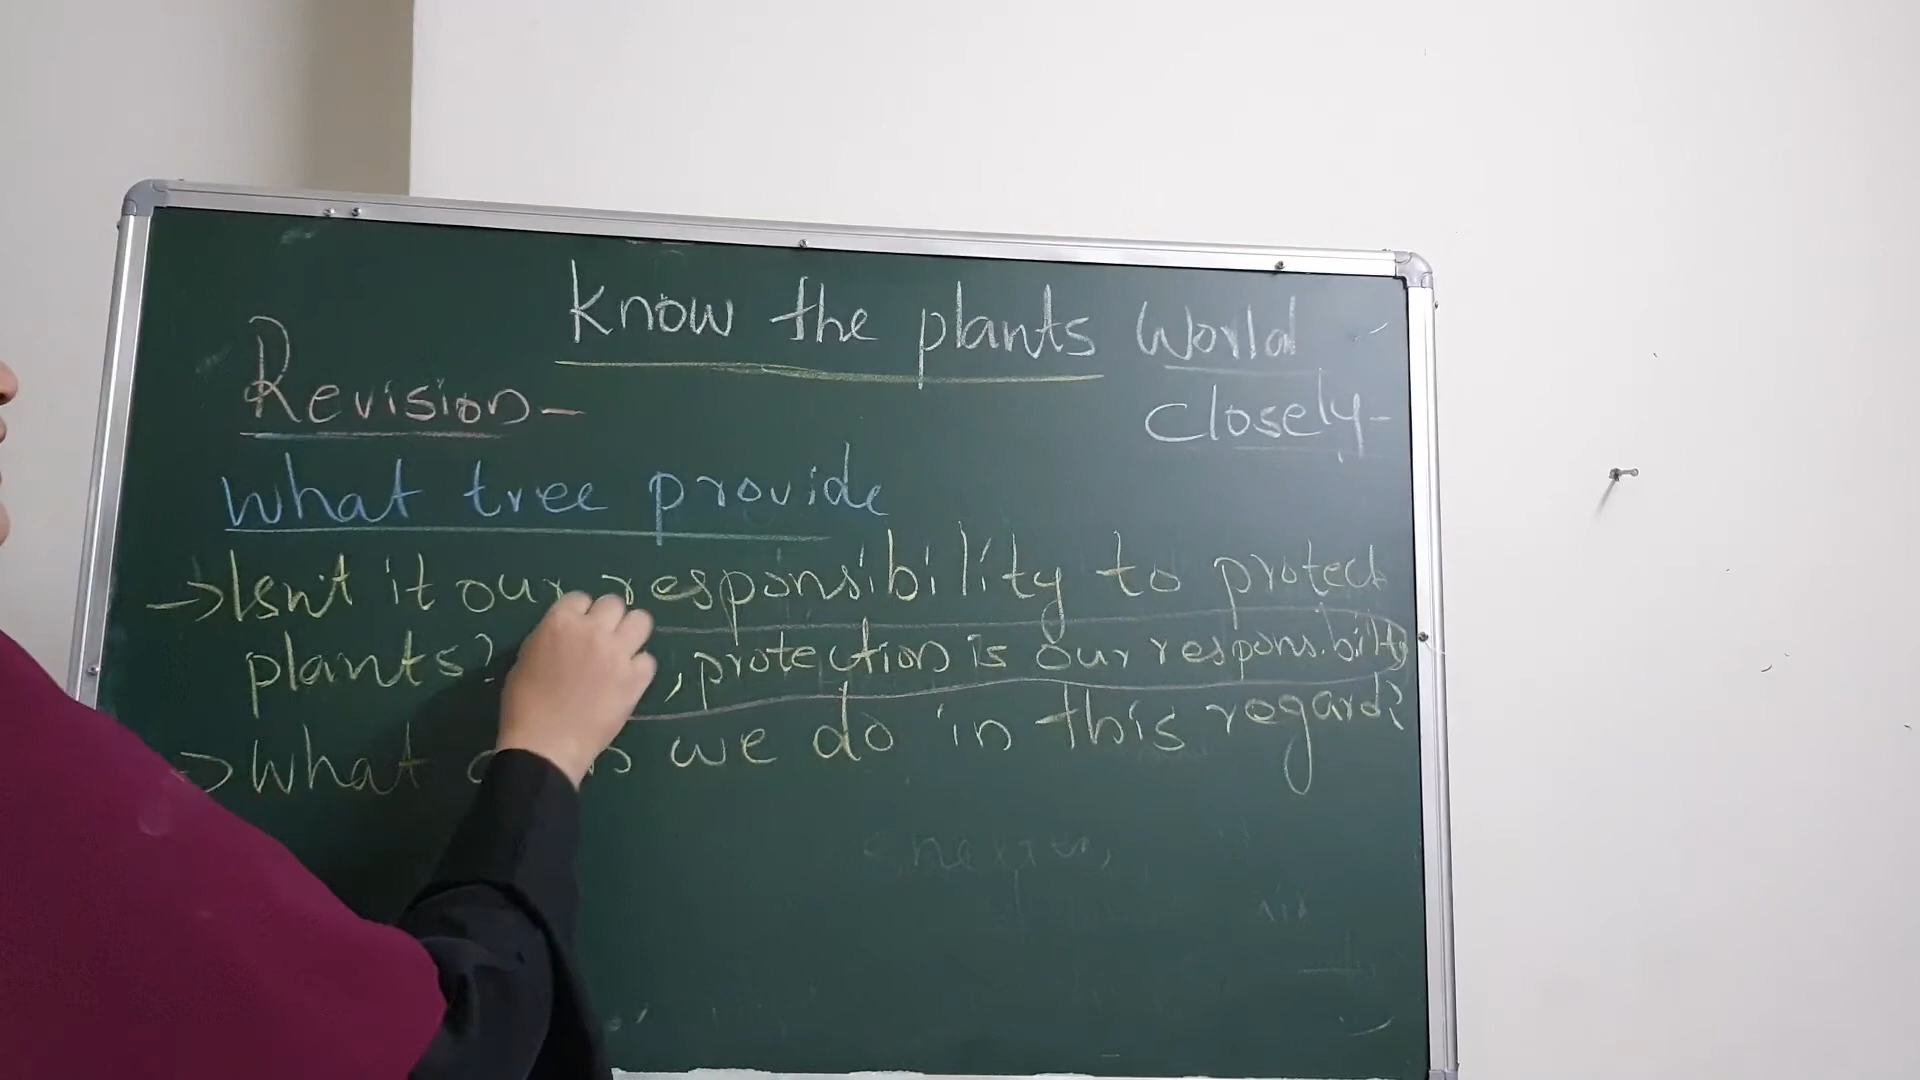 Know the plants World
Closely-
Revision-
what tree provide
→Isn't it our responsibility to protect
plants? , protection is our responsibilty
→What we do in this regard?